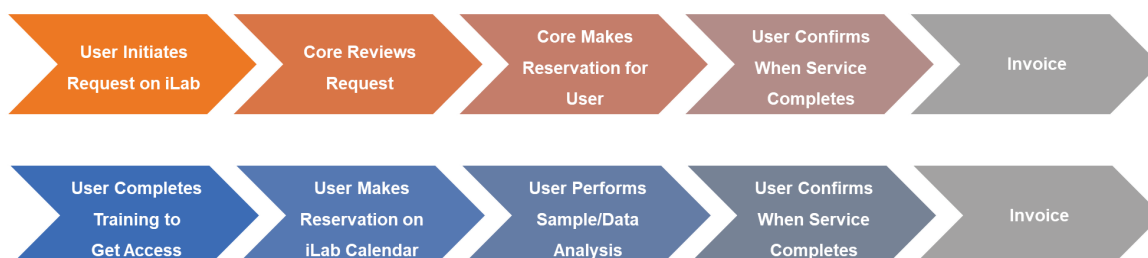 User Initiates
Request on iLab
Core Reviews
Request
Core Makes
Reservation for
User
User Confirms
When Service
Completes
Invoice
User Completes
Training to
Get Access
User Makes
Reservation on
iLab Calendar
User Performs
Sample/Data
Analysis
User Confirms
When Service
Completes
Invoice